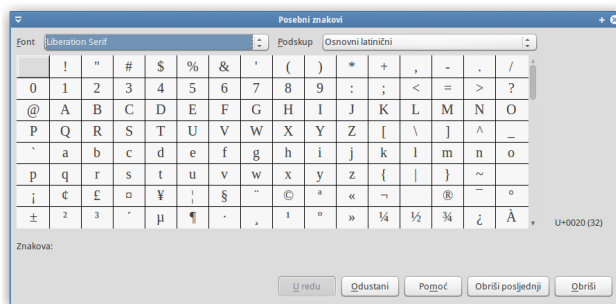 Posebni znakovi
Font Liberation Serif Podskup Osnovni latinični
! " # $ % & ' ( ) * + , - . /
0 1 2 3 4 5 6 7 8 9 : ; < = > ?
@ A B C D E F G H I J K L M N O
P Q R S T U V W X Y Z [ \ ] ^ _
` a b c d e f g h i j k l m n o
p q r s t u v w x y z { | } ~
¡ ¢ £ ¤ ¥ ¦ § ¨ © ª « ¬ ® ¯ °
± ² ³ ´ µ ¶ · ¸ ¹ º » ¼ ½ ¾ ¿ À
U+0020 (32)
Znakova:
U redu Odustani Pomoć Obriši posljednji Obriši